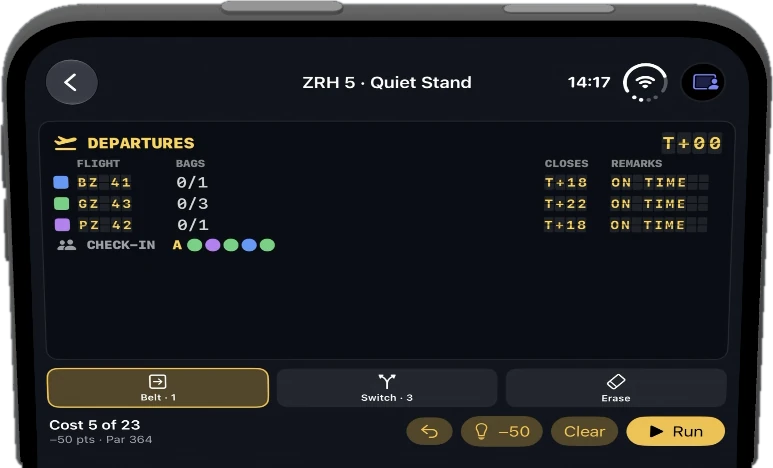 ZRH 5 · Quiet Stand 14:17
DEPARTURES T+00
FLIGHT BAGS CLOSES REMARKS
BZ 41 0/1 T+18 ON TIME
GZ 43 0/3 T+22 ON TIME
PZ 42 0/1 T+18 ON TIME
CHECK-IN A
Belt · 1 Switch · 3 Erase
Cost 5 of 23
−50 pts · Par 364
−50 Clear Run